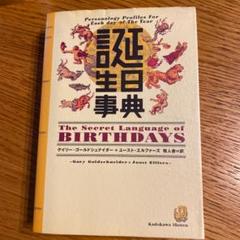 Personology Profiles For
Each day of The Year
誕生日事典
The Secret Language of
BIRTHDAYS
ゲイリー・ゴールドシュナイダー+ユースト・エルファーズ 牧人舎=訳
Gary Goldschneider + Joost Elffers
Kadokawa Shoten